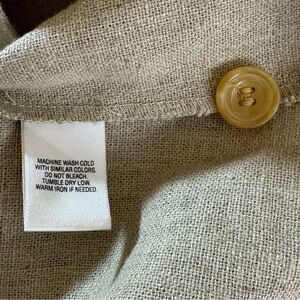 MACHINE WASH COLD
WITH SIMILAR COLORS.
DO NOT BLEACH.
TUMBLE DRY LOW.
WARM IRON IF NEEDED.